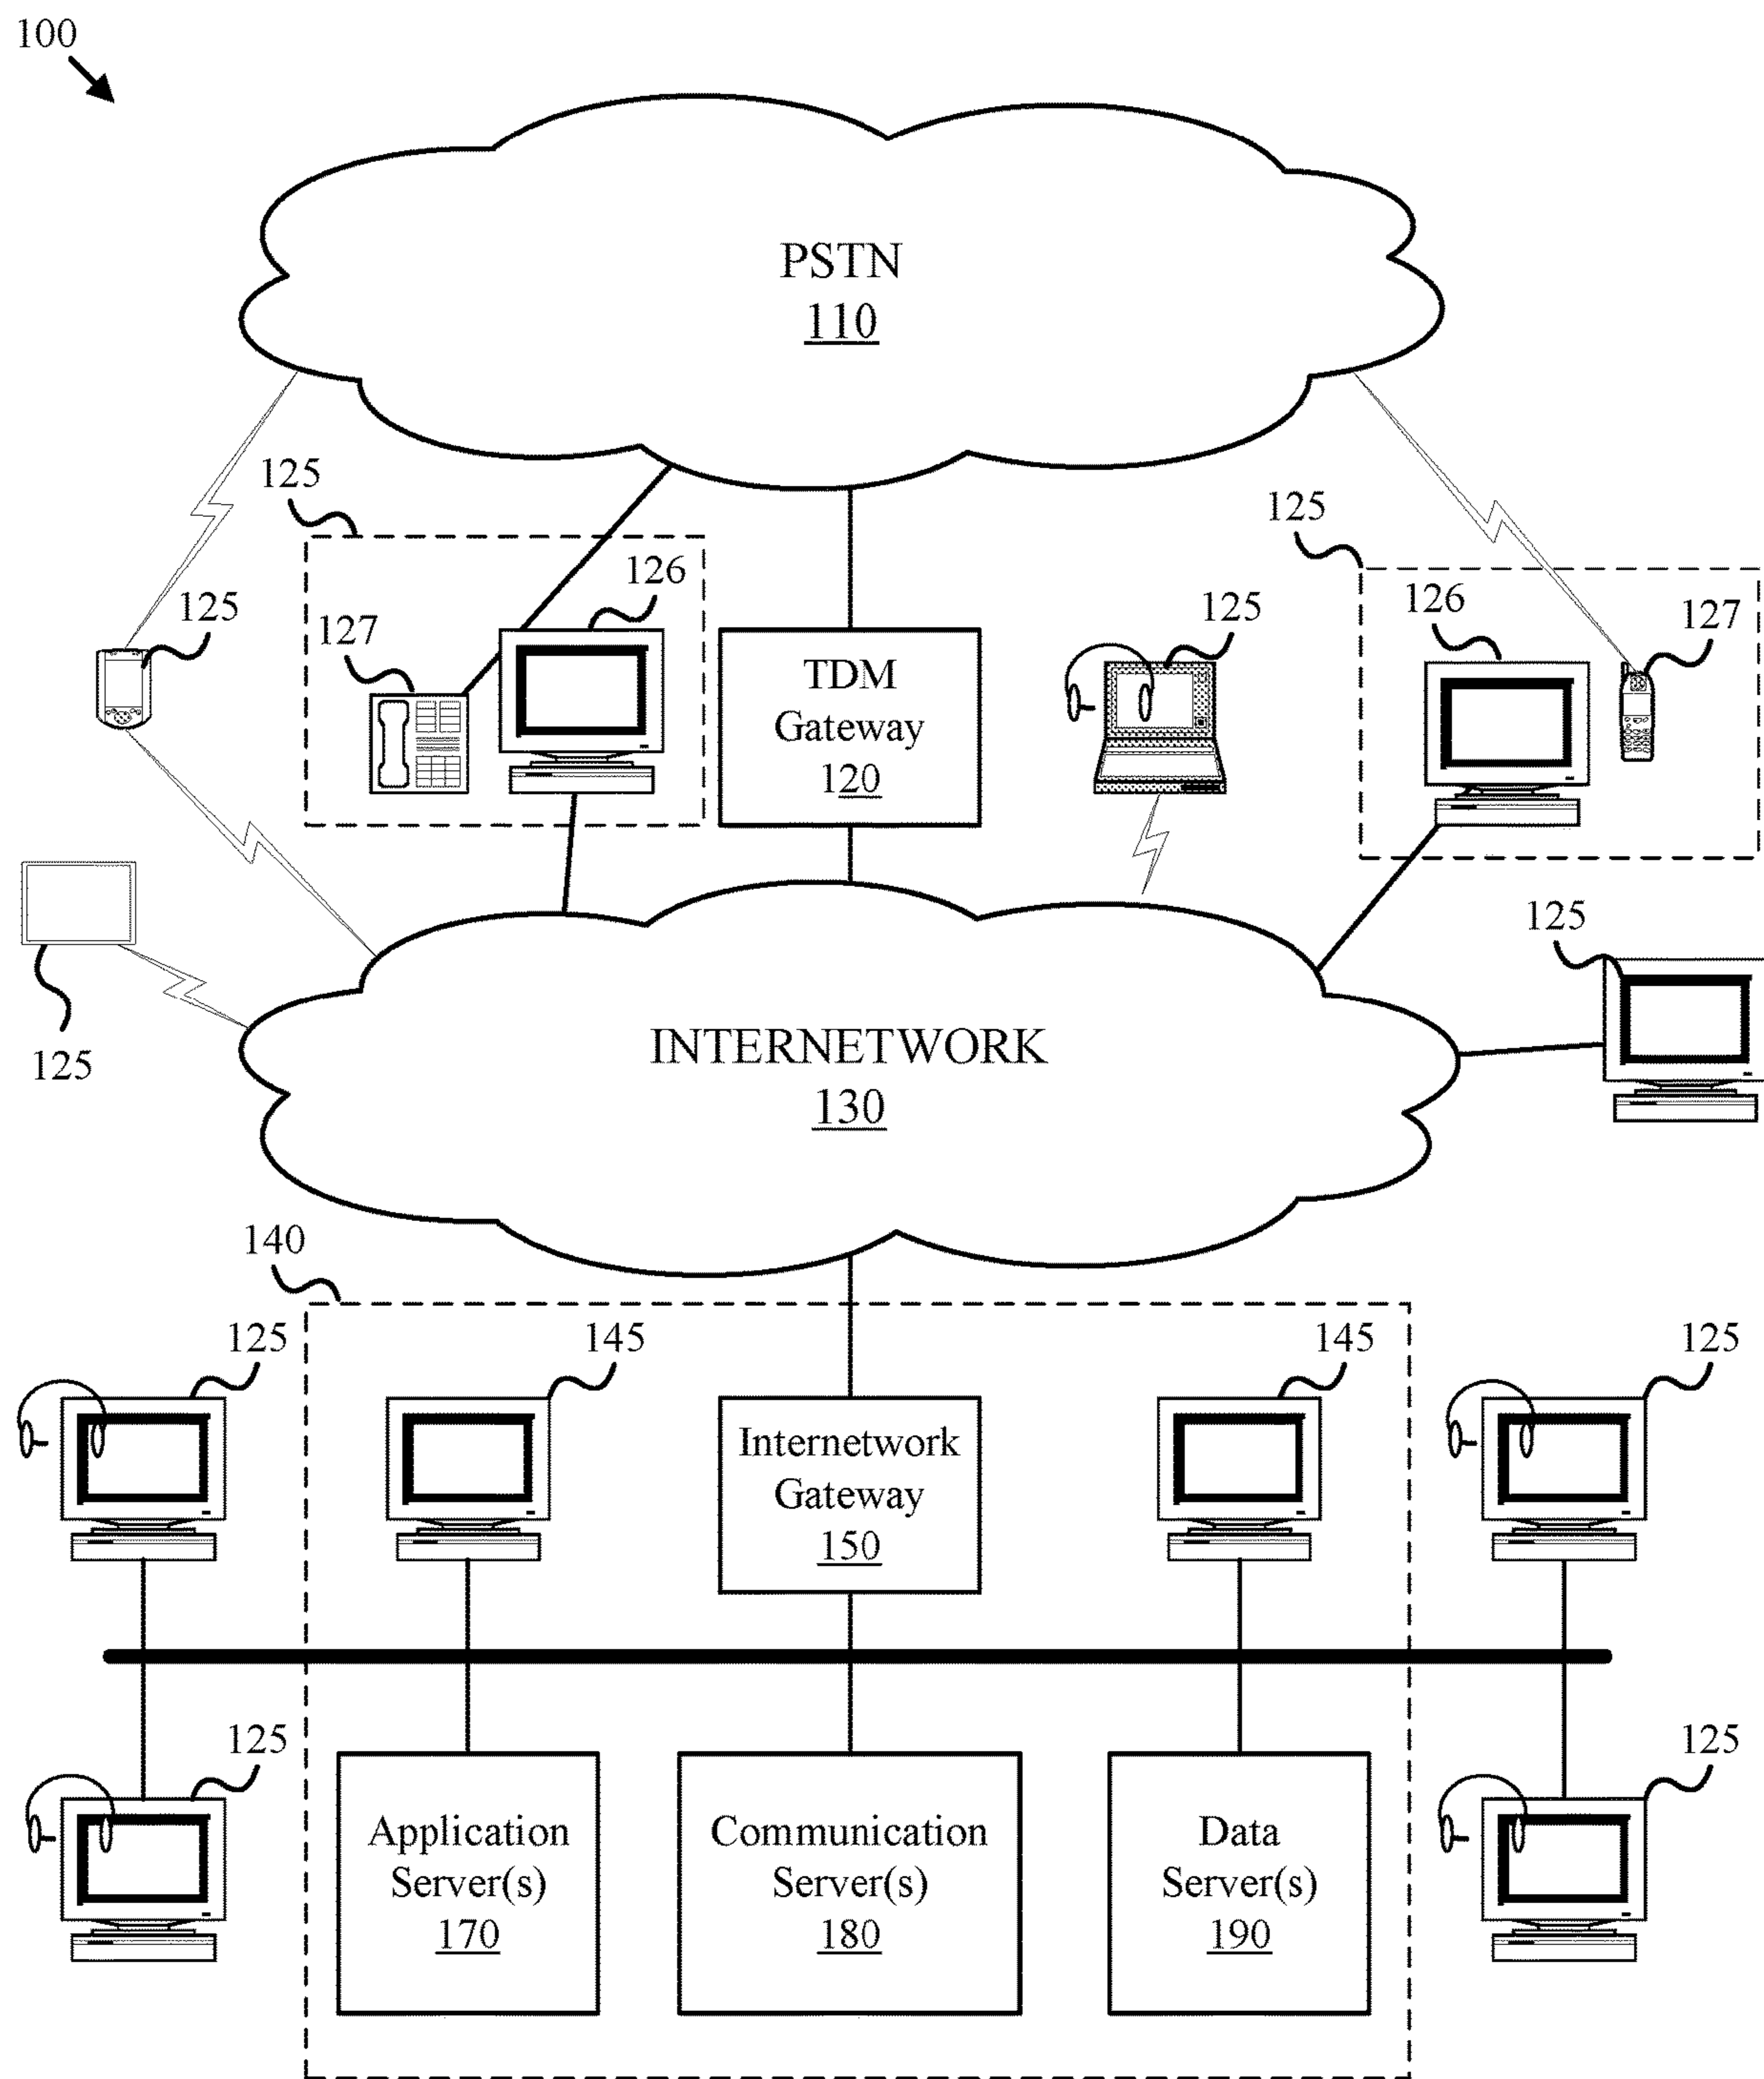 100
PSTN
110
125
125
126
126
125
125
127
127
TDM
Gateway
120
125
125
INTERNETWORK
130
140
125
145
145
125
Internetwork
Gateway
150
125
125
Application
Server(s)
170
Communication
Server(s)
180
Data
Server(s)
190